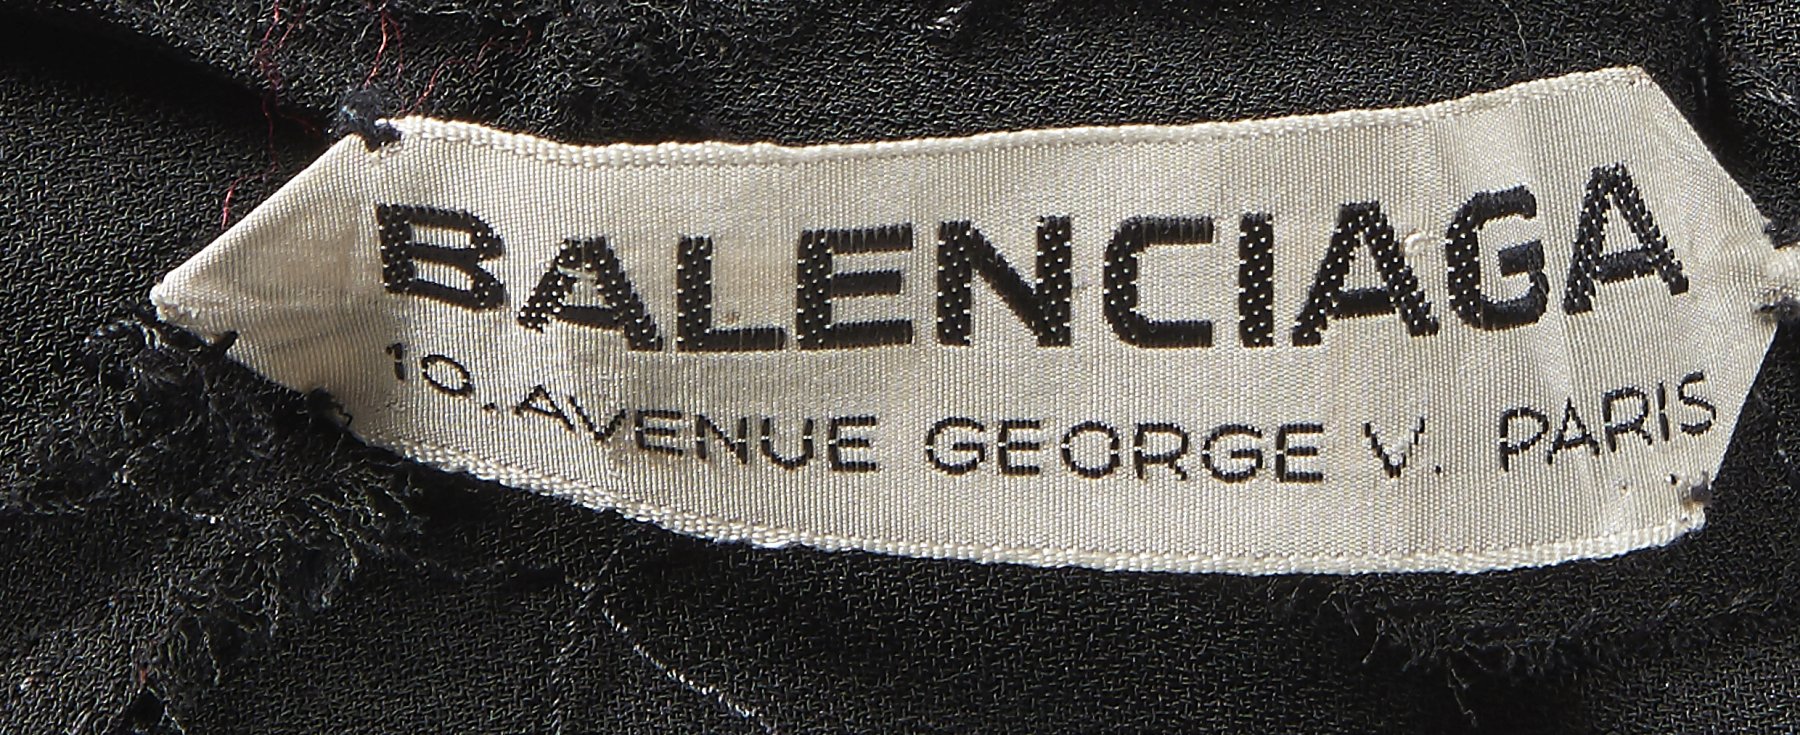 BALENCIAGA
10.AVENUE GEORGE V. PARIS